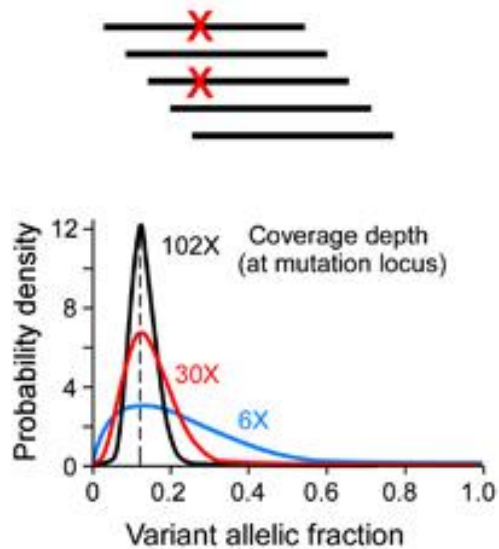 X
X
12
8
4
0
Probability density
102X
Coverage depth
(at mutation locus)
30X
6X
0 0.2 0.4 0.6 0.8 1.0
Variant allelic fraction